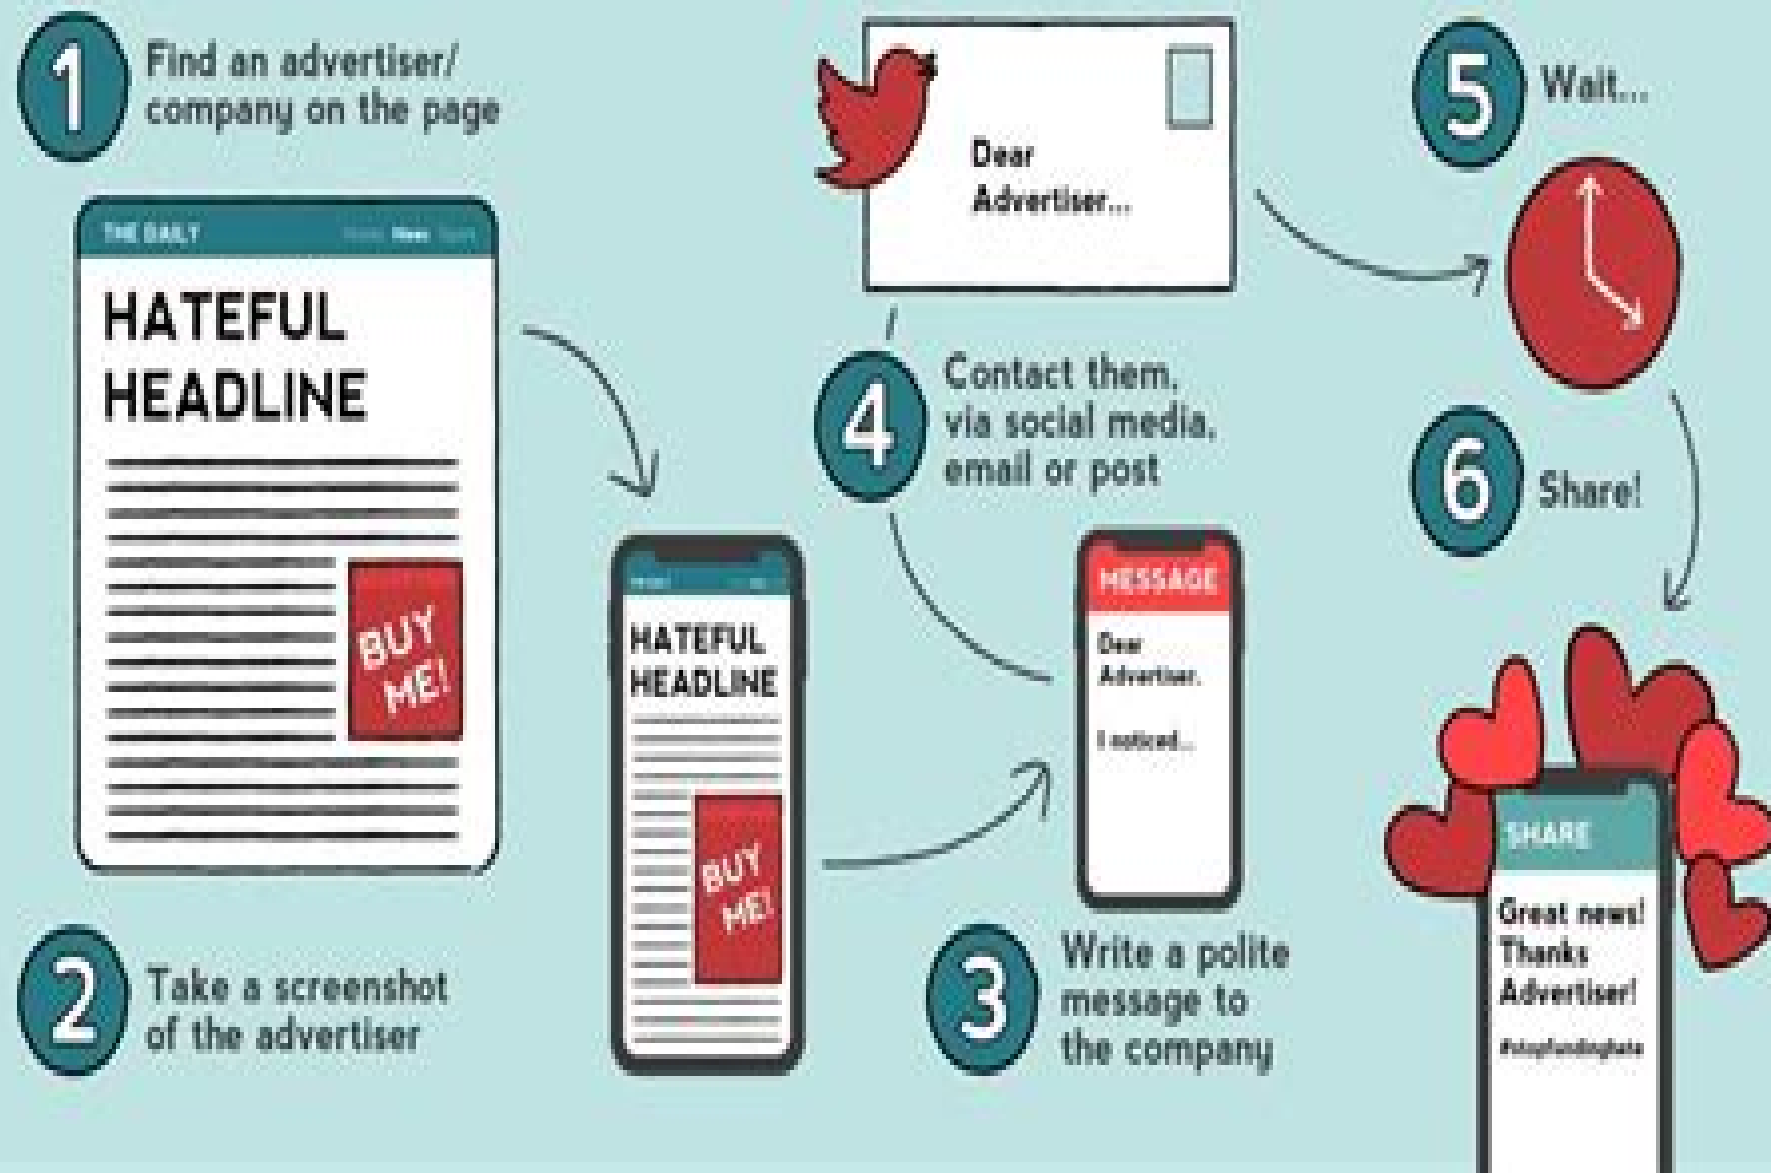 1
Find an advertiser/
company on the page
THE DAILY
News
HATEFUL
HEADLINE
BUY
ME!
2
Take a screenshot
of the advertiser
HATEFUL
HEADLINE
BUY
ME!
3
Write a polite
message to
the company
MESSAGE
Dear
Advertiser.
I noticed...
4
Contact them,
via social media,
email or post
Dear
Advertiser...
5
Wait...
6
Share!
SHARE
Great news!
Thanks
Advertiser!
#stopfundinghate